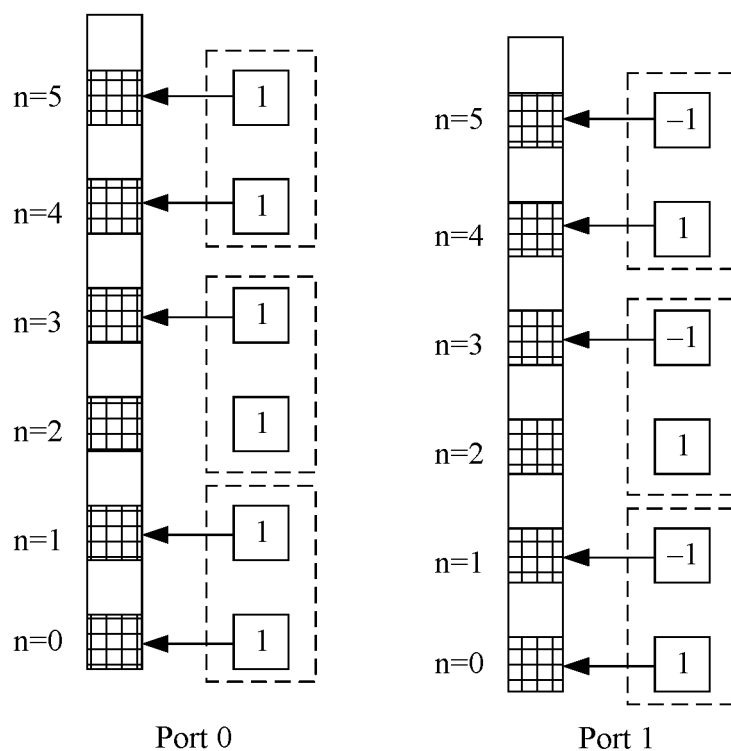 n=5 1
n=4 1
n=3 1
n=2 1
n=1 1
n=0 1
Port 0
n=5 –1
n=4 1
n=3 –1
n=2 1
n=1 –1
n=0 1
Port 1